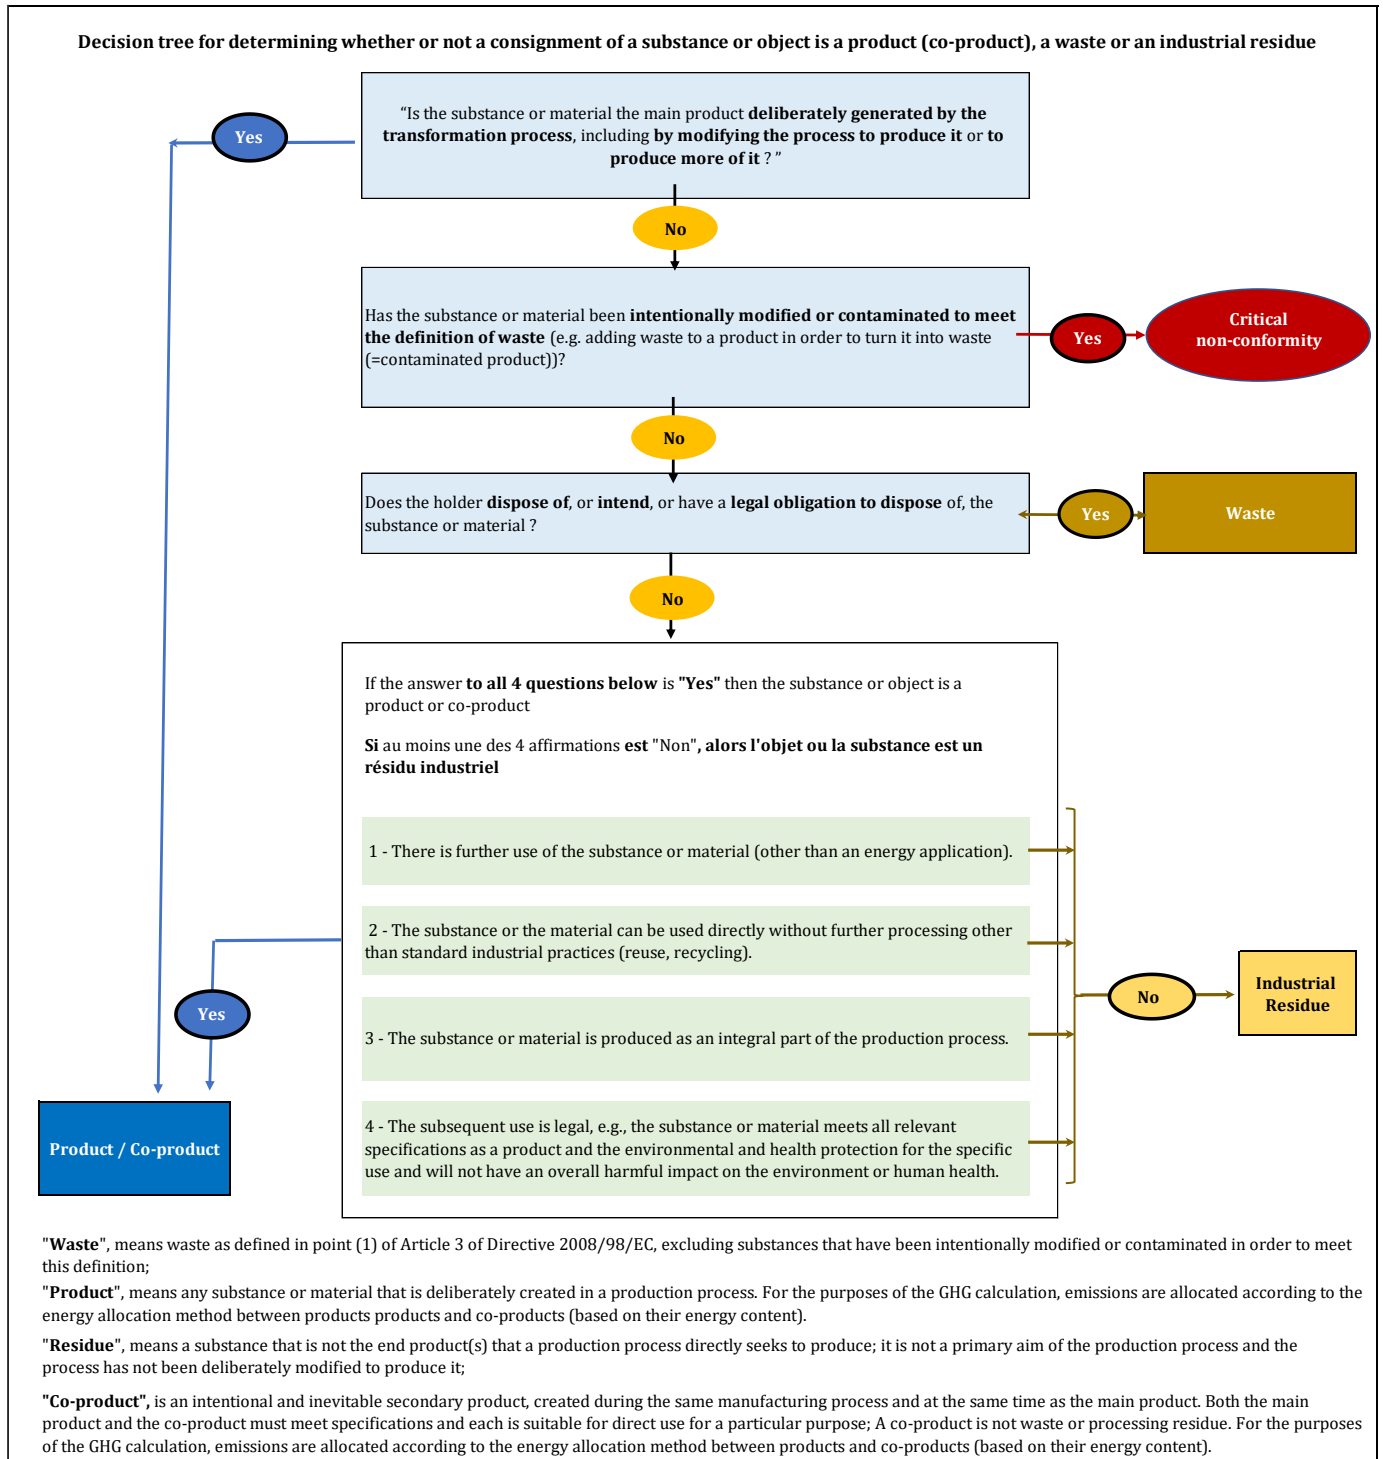 Decision tree for determining whether or not a consignment of a substance or object is a product (co-product), a waste or an industrial residue
“Is the substance or material the main product deliberately generated by the
transformation process, including by modifying the process to produce it or to
produce more of it ? ”
Yes
No
Has the substance or material been intentionally modified or contaminated to meet
the definition of waste (e.g. adding waste to a product in order to turn it into waste
(=contaminated product))?
Yes
Critical
non-conformity
No
Does the holder dispose of, or intend, or have a legal obligation to dispose of, the
substance or material ?
Yes
Waste
No
If the answer to all 4 questions below is "Yes" then the substance or object is a
product or co-product
Si au moins une des 4 affirmations est "Non", alors l'objet ou la substance est un
résidu industriel
1 - There is further use of the substance or material (other than an energy application).
2 - The substance or the material can be used directly without further processing other
than standard industrial practices (reuse, recycling).
3 - The substance or material is produced as an integral part of the production process.
4 - The subsequent use is legal, e.g., the substance or material meets all relevant
specifications as a product and the environmental and health protection for the specific
use and will not have an overall harmful impact on the environment or human health.
No
Industrial
Residue
Yes
Product / Co-product
"Waste", means waste as defined in point (1) of Article 3 of Directive 2008/98/EC, excluding substances that have been intentionally modified or contaminated in order to meet
this definition;
"Product", means any substance or material that is deliberately created in a production process. For the purposes of the GHG calculation, emissions are allocated according to the
energy allocation method between products products and co-products (based on their energy content).
"Residue", means a substance that is not the end product(s) that a production process directly seeks to produce; it is not a primary aim of the production process and the
process has not been deliberately modified to produce it;
"Co-product", is an intentional and inevitable secondary product, created during the same manufacturing process and at the same time as the main product. Both the main
product and the co-product must meet specifications and each is suitable for direct use for a particular purpose; A co-product is not waste or processing residue. For the purposes
of the GHG calculation, emissions are allocated according to the energy allocation method between products and co-products (based on their energy content).